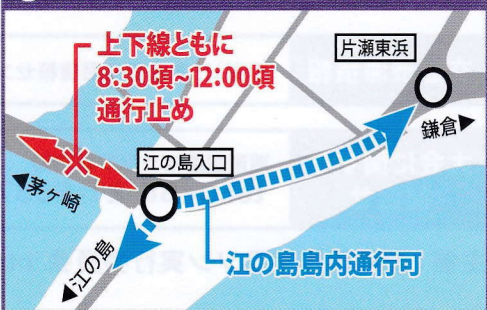 上下線ともに
8:30頃~12:00頃
通行止め
片瀬東浜
鎌倉▶
江の島入口
◀茅ヶ崎
◀江の島
江の島島内通行可